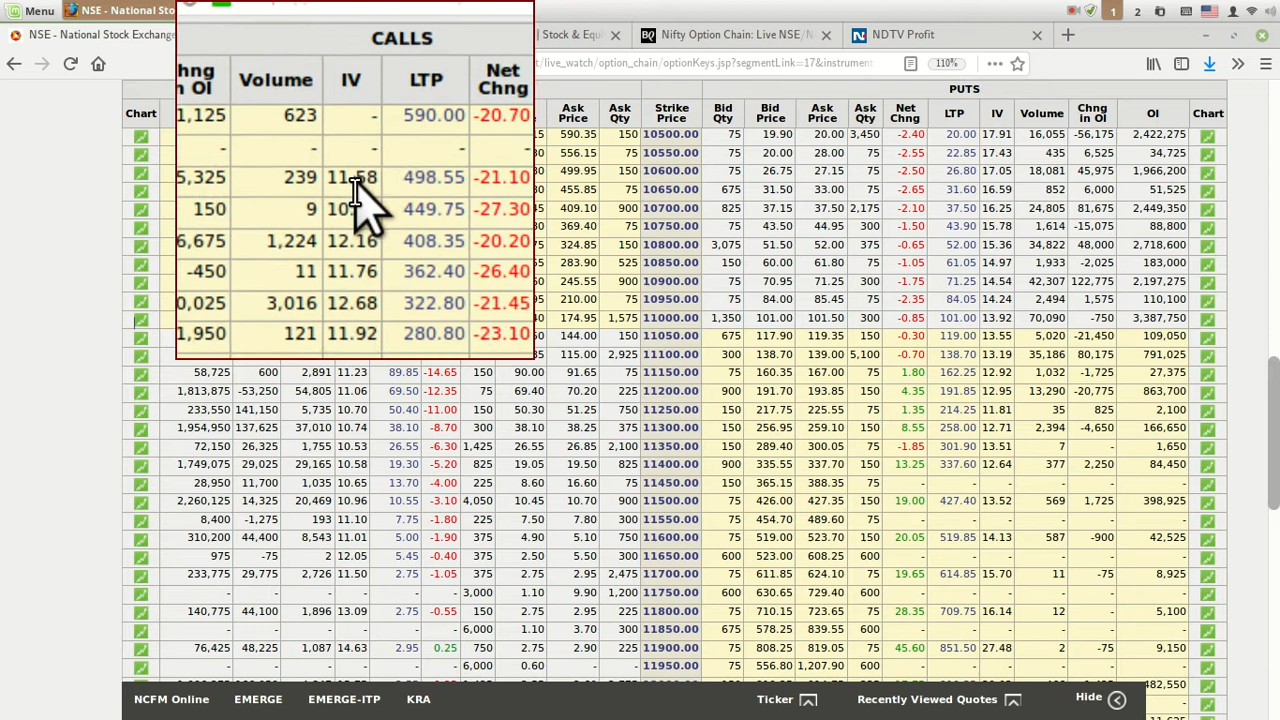 Menu NSE - National Sto 1 2
NSE - National Stock Exchange Stock & Equ Nifty Option Chain: Live NSE/N NDTV Profit
live_watch/option_chain/optionKeys.jsp?segmentLink=17&instrument 110%
CALLS
hng n OI Volume IV LTP Net Chng
1,125 623 - 590.00 -20.70
- - - - -
5,325 239 498.55 -21.10
150 9 449.75 -27.30
6,675 1,224 12.16 408.35 -20.20
-450 11 11.76 362.40 -26.40
0,025 3,016 12.68 322.80 -21.45
1,950 121 11.92 280.80 -23.10
PUTS
Chart Ask Price Ask Qty Strike Price Bid Qty Bid Price Ask Price Ask Qty Net Chng LTP IV Volume Chng in OI OI Chart
590.35 150 10500.00 75 19.90 20.00 3,450 -2.40 20.00 17.91 16,055 -56,175 2,422,275
556.15 75 10550.00 75 20.00 28.00 75 -2.55 22.85 17.43 435 6,525 34,725
499.95 75 10600.00 75 26.75 27.15 75 -2.50 26.80 17.05 18,081 45,975 1,966,200
455.85 75 10650.00 75 31.50 33.00 75 -2.65 31.60 16.59 852 6,000 51,525
409.10 900 10700.00 825 37.15 37.50 2,175 -2.10 37.50 16.25 24,805 81,675 2,449,350
369.40 75 10750.00 75 43.50 44.95 300 -1.50 43.90 15.78 1,614 -15,075 88,800
324.85 150 10800.00 3,075 51.50 52.00 375 -0.65 52.00 15.36 34,822 48,000 2,718,600
283.90 525 10850.00 150 60.00 61.80 75 -1.05 61.05 14.97 1,933 -2,025 183,000
245.55 900 10900.00 75 70.95 71.25 300 -1.75 71.25 14.54 42,307 122,775 2,197,275
210.00 75 10950.00 75 84.00 85.45 75 -2.35 84.05 14.24 2,494 1,575 110,100
174.95 1,575 11000.00 1,350 101.00 101.50 300 -0.85 101.00 13.92 70,090 -750 3,387,750
144.00 75 11050.00 675 117.90 119.35 150 -0.30 119.00 13.55 5,020 -21,450 109,050
115.00 2,925 11100.00 300 138.70 139.00 5,100 -0.70 138.70 13.19 35,186 80,175 791,025
58,725 600 2,891 11.23 89.85 -14.65 150 90.00 91.65 75 11150.00 75 160.35 167.00 75 1.80 162.25 12.92 1,032 -1,725 27,375
1,813,875 -53,250 54,805 11.06 69.50 -12.35 75 69.40 70.20 225 11200.00 900 191.70 193.85 75 4.35 191.85 12.95 13,290 -20,775 863,700
233,550 141,150 5,735 10.70 50.40 -11.00 150 50.30 51.25 750 11250.00 150 217.75 225.55 75 1.35 214.25 11.81 35 825 2,100
1,954,950 137,625 37,010 10.74 38.10 -8.70 300 38.10 38.25 375 11300.00 150 256.95 259.10 150 8.55 258.00 12.71 2,394 -4,650 166,650
72,150 26,325 1,755 10.53 26.55 -6.30 1,425 26.55 26.85 2,100 11350.00 150 289.40 300.05 75 -1.85 301.90 13.51 7 - 1,650
1,749,075 29,025 29,165 10.58 19.30 -5.20 825 19.05 19.50 825 11400.00 900 335.55 337.70 150 13.25 337.60 12.64 377 2,250 84,450
28,950 11,700 1,035 10.65 13.70 -4.00 225 8.60 16.60 75 11450.00 150 365.15 388.35 75 - - - - - -
2,260,125 14,325 20,469 10.96 10.55 -3.10 4,050 10.45 10.70 900 11500.00 75 426.00 427.35 150 19.00 427.40 13.52 569 1,725 398,925
8,400 -1,275 193 11.10 7.75 -1.80 225 7.50 7.80 300 11550.00 75 454.70 489.60 75 - - - - - -
310,200 44,400 8,543 11.01 5.00 -1.90 375 4.90 5.10 750 11600.00 75 519.00 523.70 150 20.05 519.85 14.13 587 -900 42,525
975 -75 2 12.05 5.45 -0.40 375 2.50 5.50 300 11650.00 600 523.00 608.25 600 - - - - - -
233,775 29,775 2,726 11.50 2.75 -1.05 375 2.75 2.95 2,475 11700.00 75 611.85 624.10 75 19.65 614.85 15.70 11 -75 8,925
- - - - - - 3,000 1.10 9.90 1,200 11750.00 600 630.65 729.40 600 - - - - - -
140,775 44,100 1,896 13.09 2.75 -0.55 150 2.75 2.95 225 11800.00 75 710.15 723.65 75 28.35 709.75 16.14 12 - 5,100
- - - - - - 6,000 1.10 3.70 300 11850.00 675 578.25 839.55 600 - - - - - -
76,425 48,225 1,087 14.63 2.95 0.25 750 2.75 2.90 225 11900.00 75 808.25 819.05 75 45.60 851.50 27.48 2 -75 9,150
- - - - - - 6,000 0.60 - - 11950.00 75 556.80 1,207.90 600 - - - - - -
482,550
NCFM Online EMERGE EMERGE-ITP KRA Ticker Recently Viewed Quotes Hide